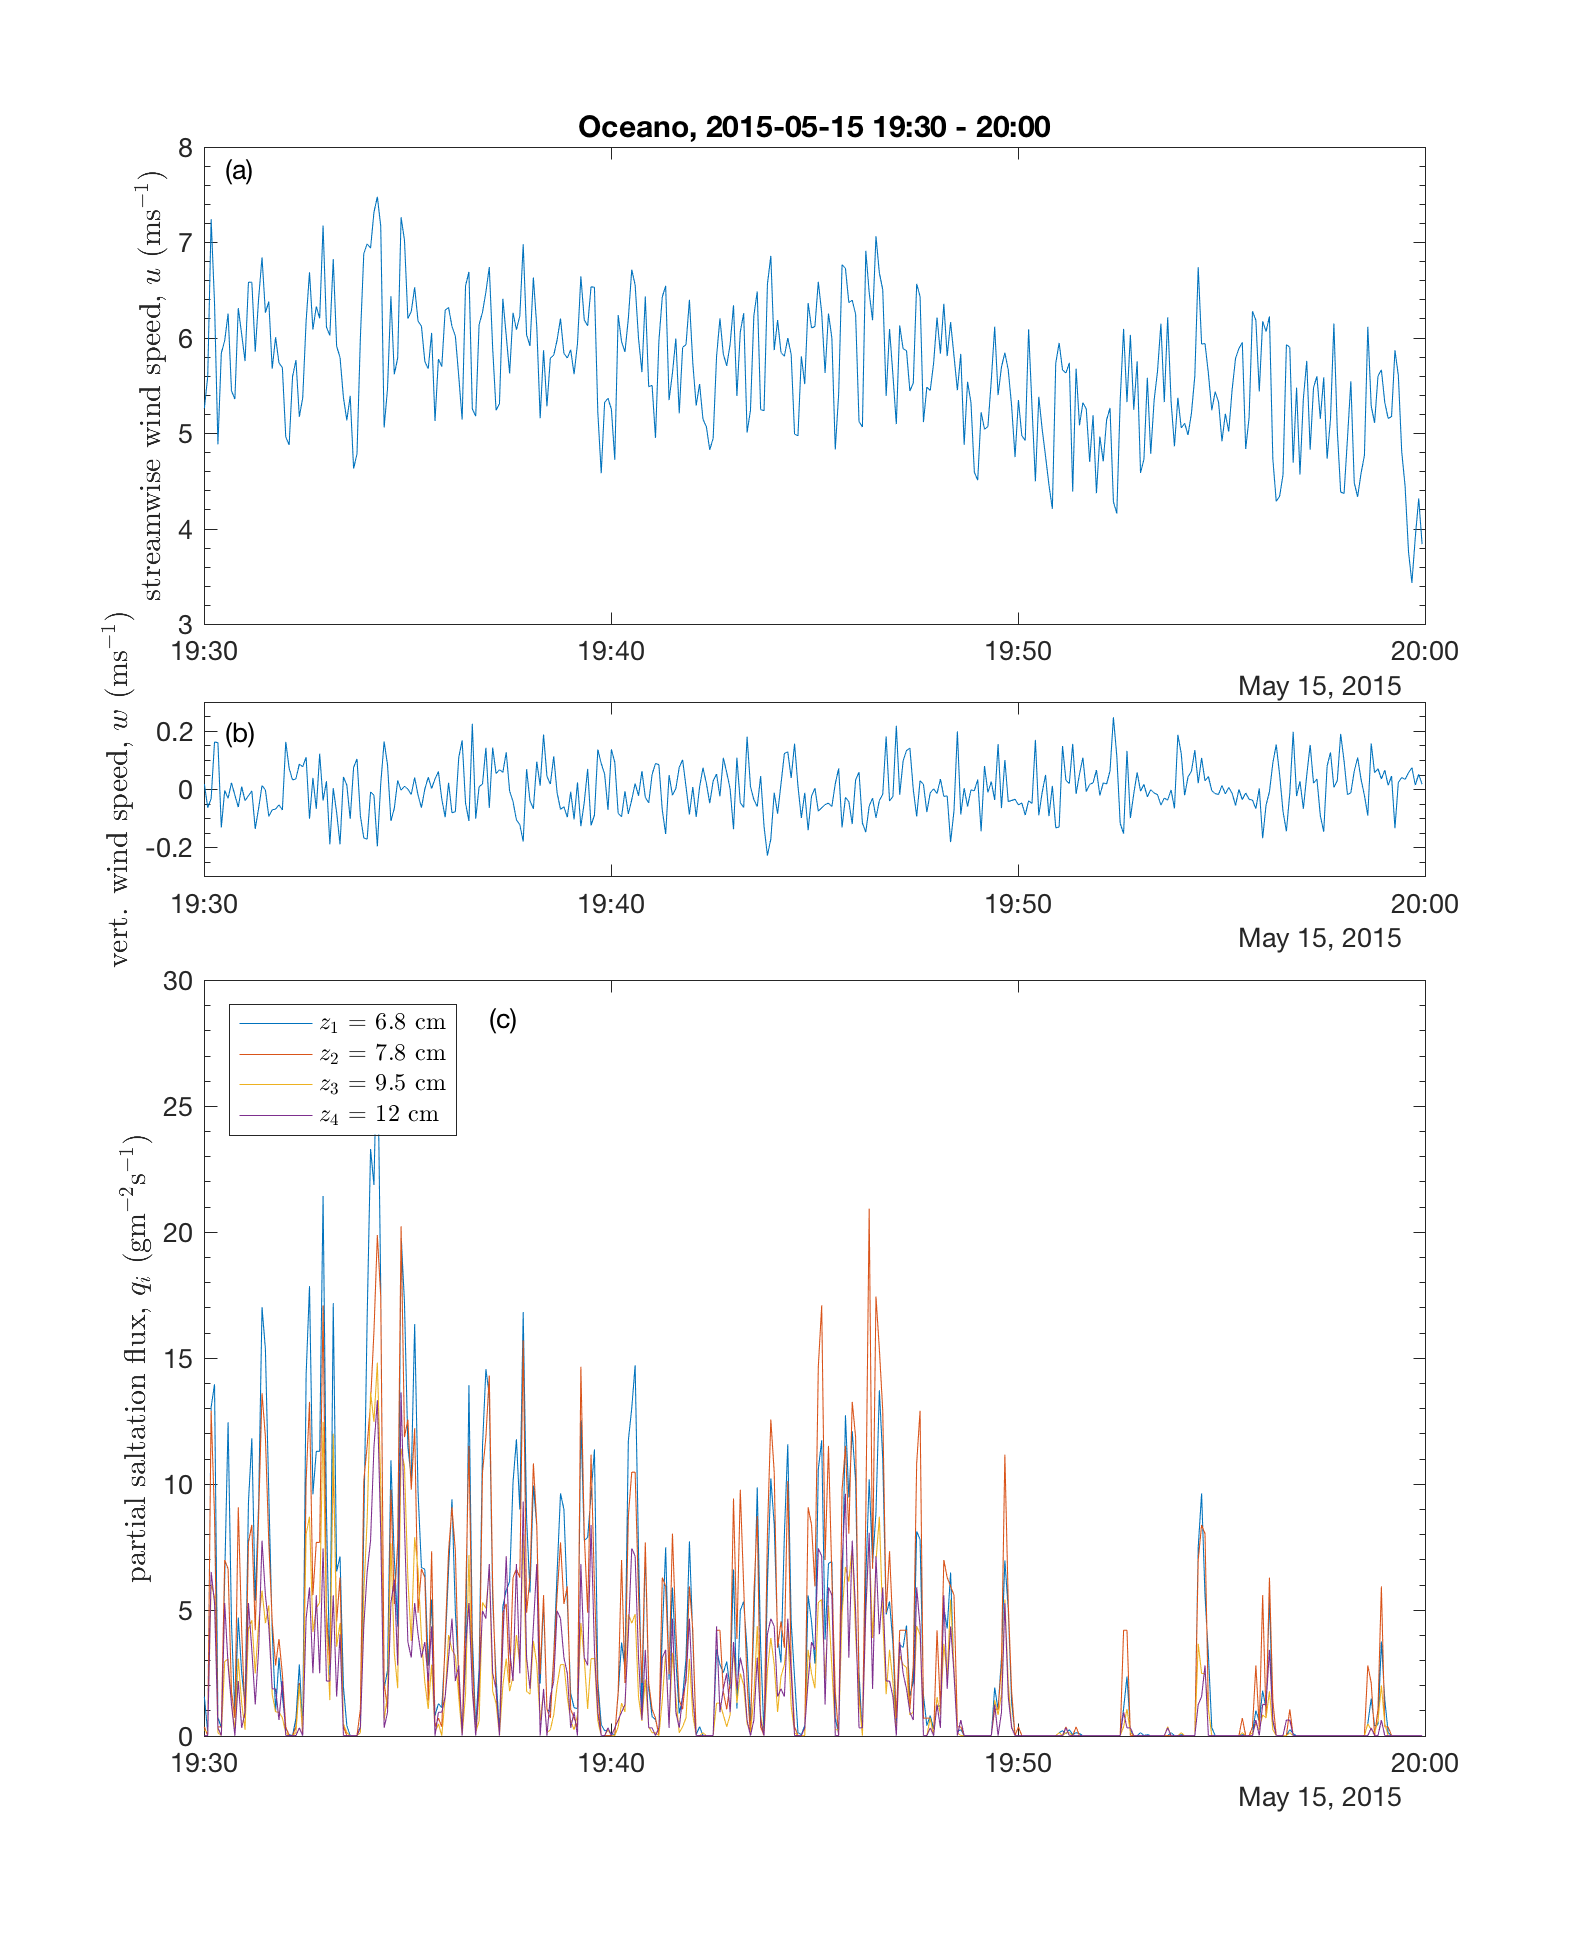 Oceano, 2015-05-15 19:30 - 20:00
(a)
streamwise wind speed, u (ms⁻¹)
8
7
6
5
4
3
19:30 19:40 19:50 20:00
May 15, 2015
(b)
vert. wind speed, w (ms⁻¹)
0.2
0
-0.2
19:30 19:40 19:50 20:00
May 15, 2015
(c)
partial saltation flux, qᵢ (gm⁻²s⁻¹)
30
25
20
15
10
5
0
z₁ = 6.8 cm
z₂ = 7.8 cm
z₃ = 9.5 cm
z₄ = 12 cm
19:30 19:40 19:50 20:00
May 15, 2015